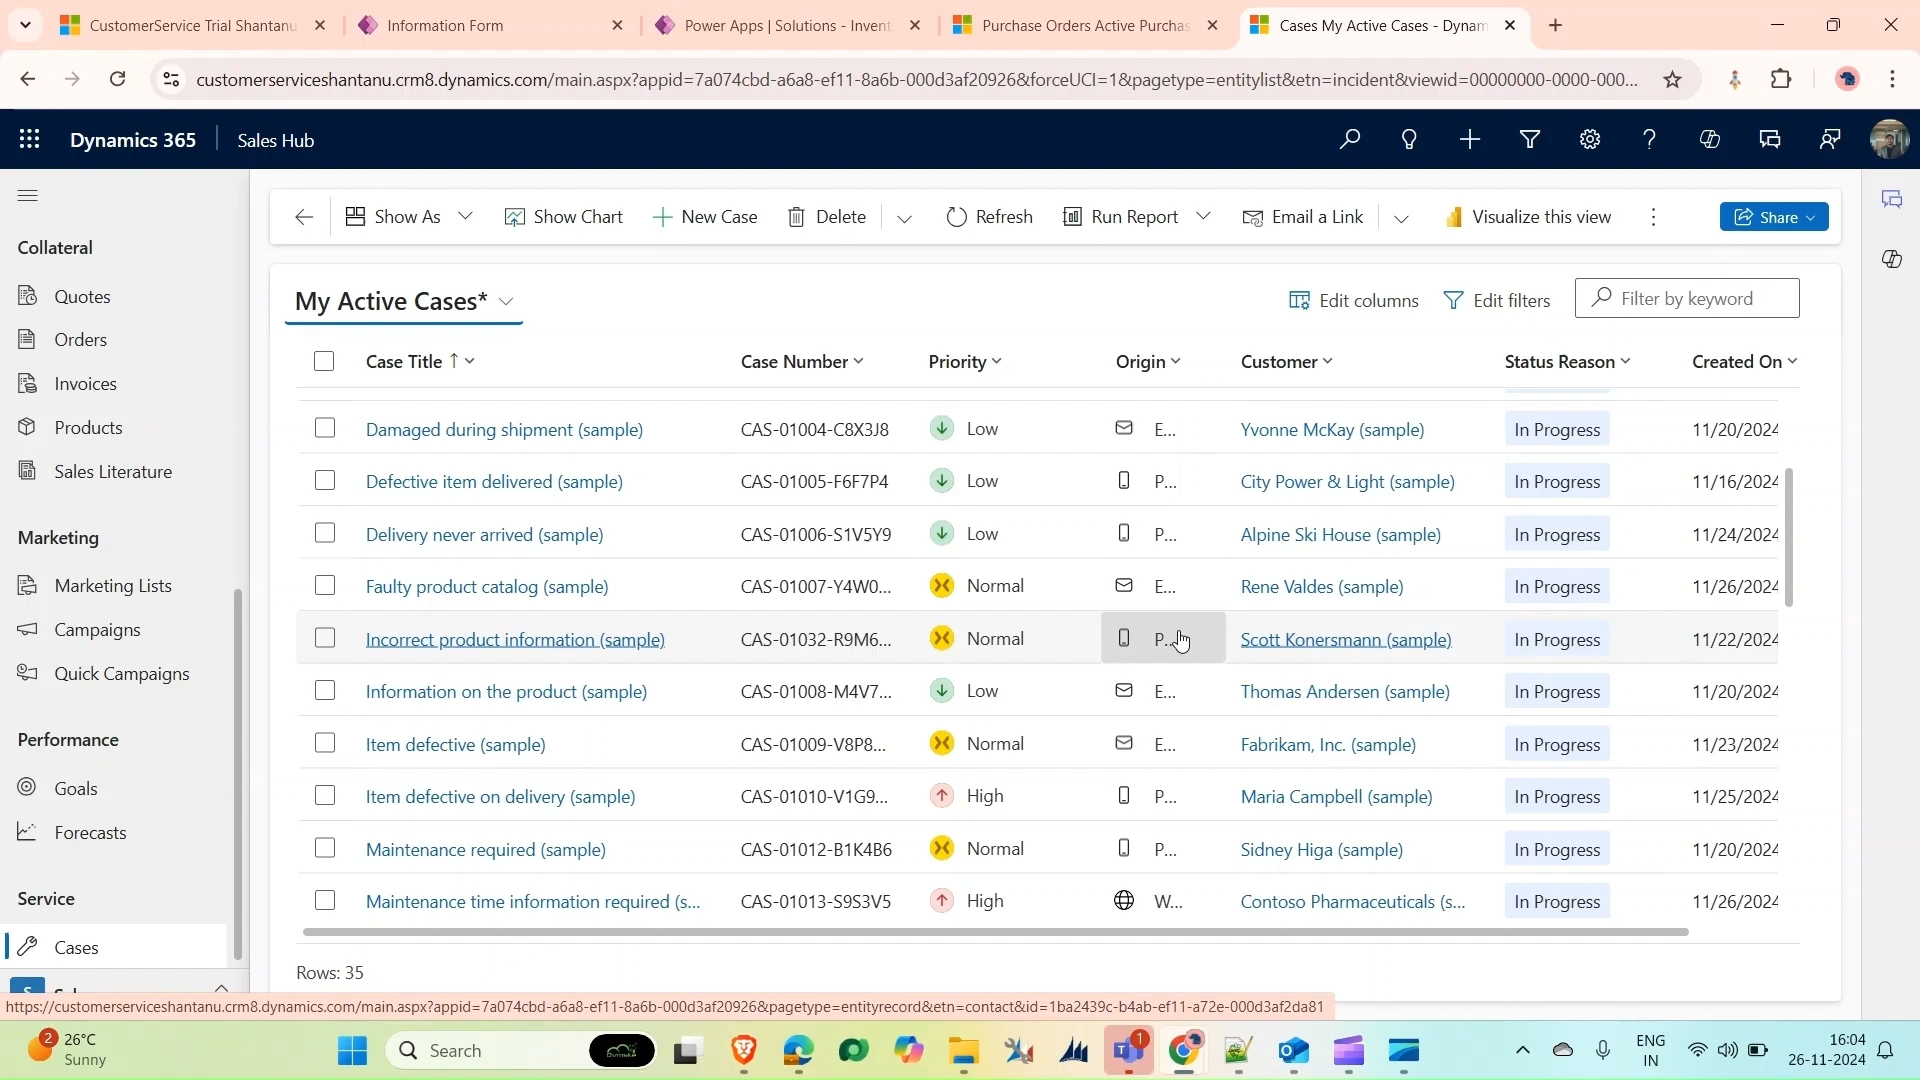 CustomerService Trial Shantanu
Information Form
Power Apps | Solutions - Invent
Purchase Orders Active Purchas
Cases My Active Cases - Dynam
customerserviceshantanu.crm8.dynamics.com/main.aspx?appid=7a074cbd-a6a8-ef11-8a6b-000d3af20926&forceUCI=1&pagetype=entitylist&etn=incident&viewid=00000000-0000-000...
Dynamics 365
Sales Hub
Show As
Show Chart
New Case
Delete
Refresh
Run Report
Email a Link
Visualize this view
Share
Collateral
Quotes
Orders
Invoices
Products
Sales Literature
Marketing
Marketing Lists
Campaigns
Quick Campaigns
Performance
Goals
Forecasts
Service
Cases
My Active Cases*
Edit columns
Edit filters
Filter by keyword
Case Title Case Number Priority Origin Customer Status Reason Created On
Damaged during shipment (sample) CAS-01004-C8X3J8 Low E... Yvonne McKay (sample) In Progress 11/20/2024
Defective item delivered (sample) CAS-01005-F6F7P4 Low P... City Power & Light (sample) In Progress 11/16/2024
Delivery never arrived (sample) CAS-01006-S1V5Y9 Low P... Alpine Ski House (sample) In Progress 11/24/2024
Faulty product catalog (sample) CAS-01007-Y4W0... Normal E... Rene Valdes (sample) In Progress 11/26/2024
Incorrect product information (sample) CAS-01032-R9M6... Normal P... Scott Konersmann (sample) In Progress 11/22/2024
Information on the product (sample) CAS-01008-M4V7... Low E... Thomas Andersen (sample) In Progress 11/20/2024
Item defective (sample) CAS-01009-V8P8... Normal E... Fabrikam, Inc. (sample) In Progress 11/23/2024
Item defective on delivery (sample) CAS-01010-V1G9... High P... Maria Campbell (sample) In Progress 11/25/2024
Maintenance required (sample) CAS-01012-B1K4B6 Normal P... Sidney Higa (sample) In Progress 11/20/2024
Maintenance time information required (s... CAS-01013-S9S3V5 High W... Contoso Pharmaceuticals (s... In Progress 11/26/2024
Rows: 35
https://customerserviceshantanu.crm8.dynamics.com/main.aspx?appid=7a074cbd-a6a8-ef11-8a6b-000d3af20926&pagetype=entityrecord&etn=contact&id=1ba2439c-b4ab-ef11-a72e-000d3af2da81
2
26°C
Sunny
Search
1
ENG
IN
16:04
26-11-2024